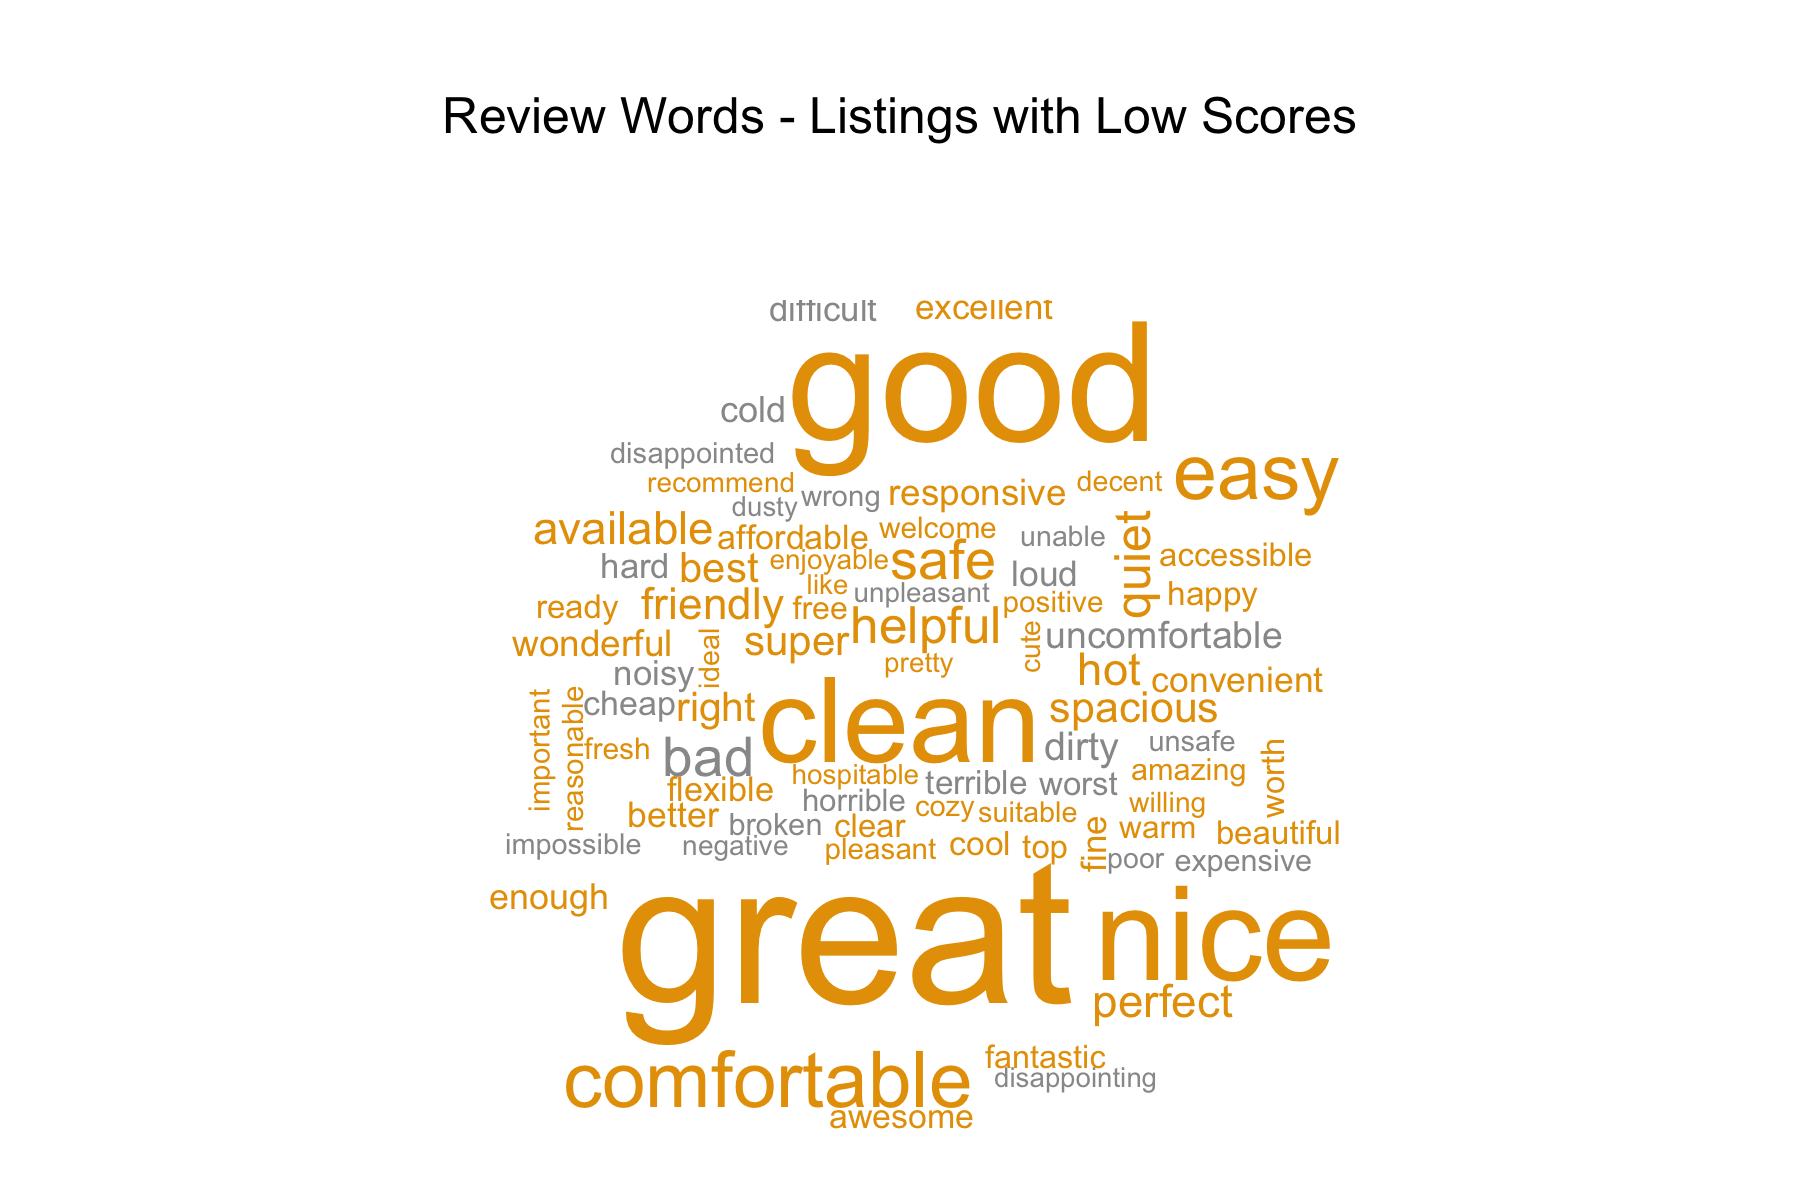 Review Words - Listings with Low Scores
difficult
excellent
good
cold
disappointed
easy
recommend
decent
wrong
responsive
dusty
available
affordable
welcome
unable
quiet
accessible
hard
best
enjoyable
safe
loud
like
unpleasant
happy
ready
friendly
free
positive
helpful
wonderful
ideal
super
cute
uncomfortable
pretty
noisy
hot
convenient
cheap
right
clean
spacious
important
reasonable
fresh
bad
dirty
unsafe
hospitable
terrible
worst
amazing
worth
flexible
horrible
cozy
suitable
willing
better
broken
clear
warm
beautiful
impossible
negative
pleasant
cool
top
fine
poor
expensive
enough
great
nice
perfect
comfortable
fantastic
disappointing
awesome